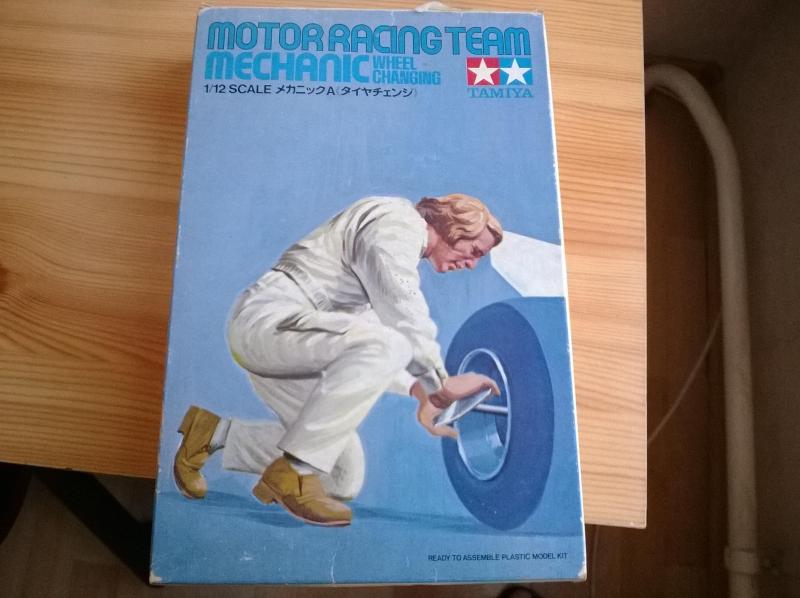 MOTOR RACING TEAM
MECHANIC WHEEL CHANGING
1/12 SCALE メカニックA《タイヤチェンジ》
TAMIYA
READY TO ASSEMBLE PLASTIC MODEL KIT